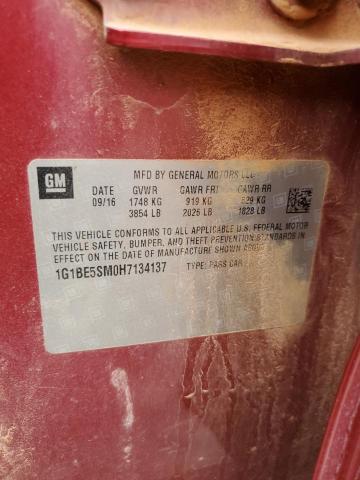 GM
MFD BY GENERAL MOTORS LLC
DATE GVWR GAWR FRT GAWR RR
09/16 1748 KG 919 KG 829 KG
3854 LB 2026 LB 1828 LB
THIS VEHICLE CONFORMS TO ALL APPLICABLE U.S. FEDERAL MOTOR
VEHICLE SAFETY, BUMPER, AND THEFT PREVENTION STANDARDS IN
EFFECT ON THE DATE OF MANUFACTURE SHOWN ABOVE
1G1BE5SM0H7134137 TYPE: PASS CAR